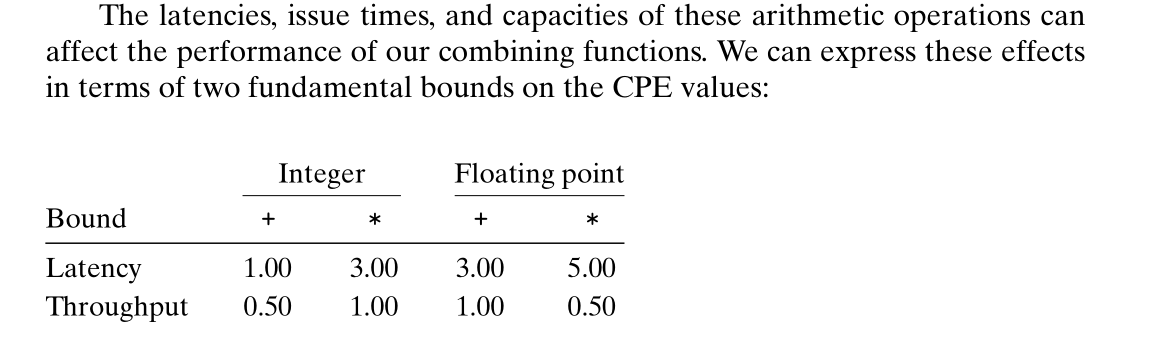 The latencies, issue times, and capacities of these arithmetic operations can
affect the performance of our combining functions. We can express these effects
in terms of two fundamental bounds on the CPE values:
Integer Floating point
Bound + * + *
Latency 1.00 3.00 3.00 5.00
Throughput 0.50 1.00 1.00 0.50